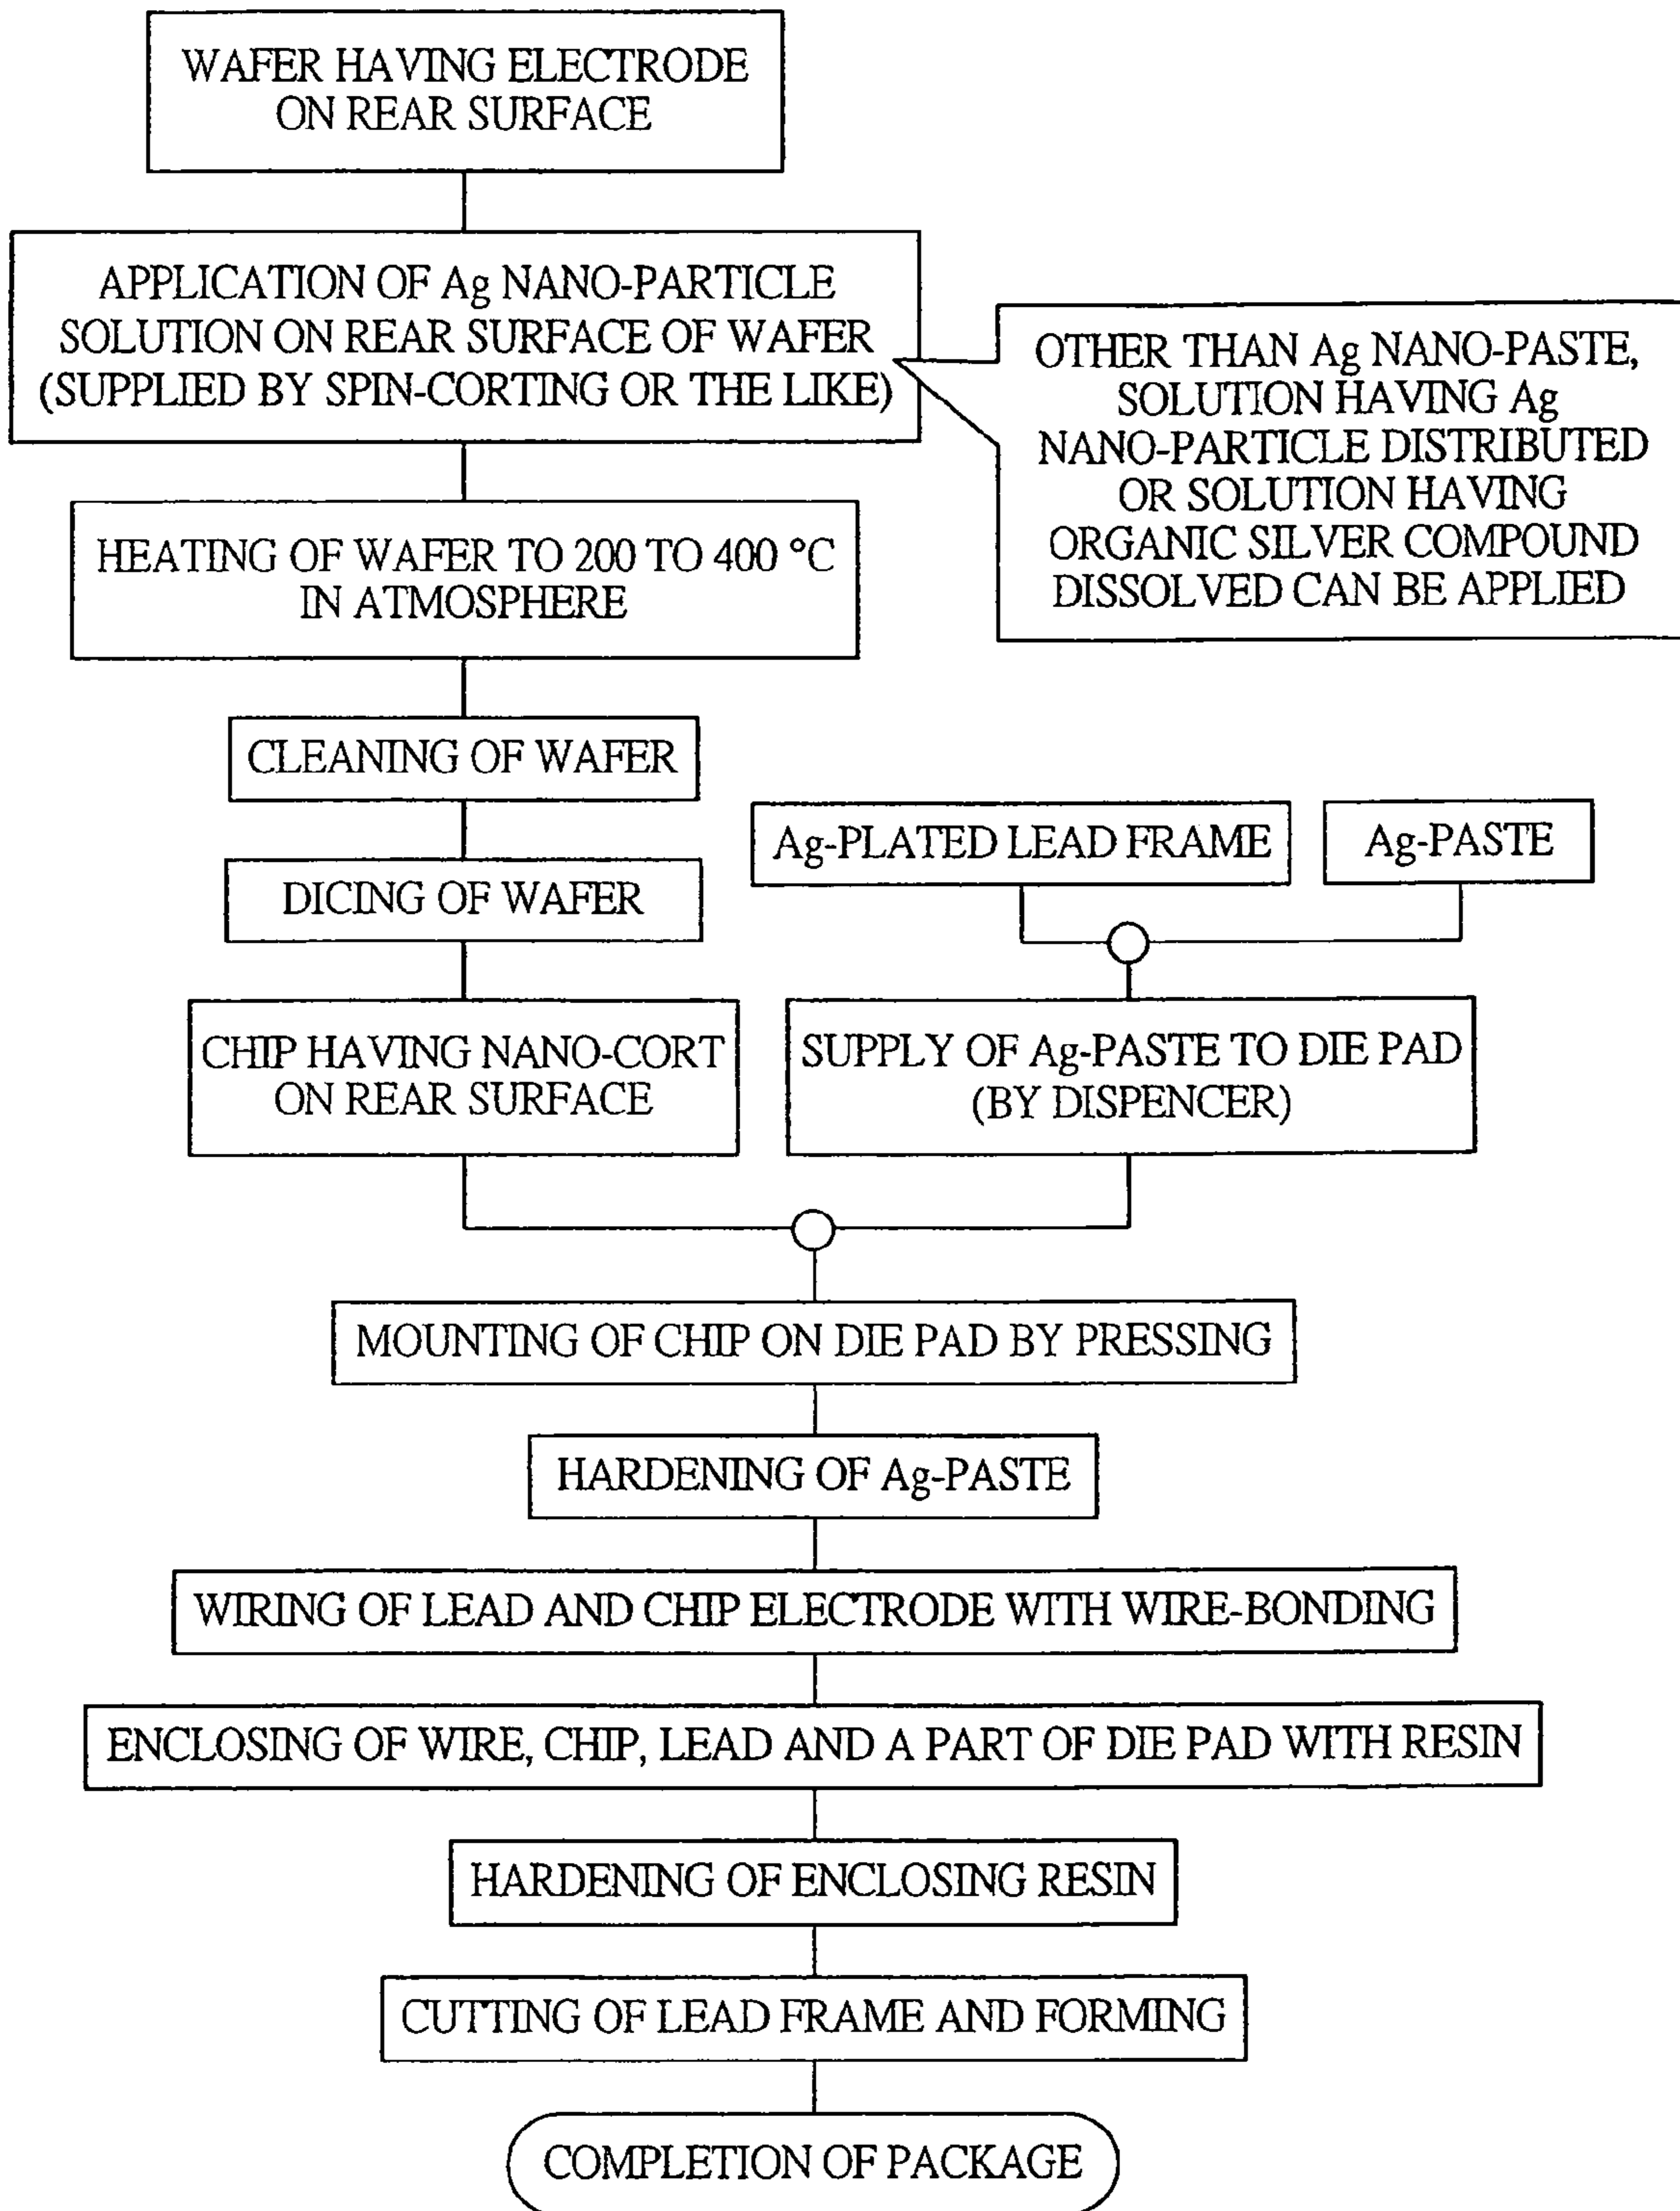 WAFER HAVING ELECTRODE
ON REAR SURFACE
APPLICATION OF Ag NANO-PARTICLE
SOLUTION ON REAR SURFACE OF WAFER
(SUPPLIED BY SPIN-CORTING OR THE LIKE)
OTHER THAN Ag NANO-PASTE,
SOLUTION HAVING Ag
NANO-PARTICLE DISTRIBUTED
OR SOLUTION HAVING
ORGANIC SILVER COMPOUND
DISSOLVED CAN BE APPLIED
HEATING OF WAFER TO 200 TO 400 °C
IN ATMOSPHERE
CLEANING OF WAFER
DICING OF WAFER
Ag-PLATED LEAD FRAME
Ag-PASTE
CHIP HAVING NANO-CORT
ON REAR SURFACE
SUPPLY OF Ag-PASTE TO DIE PAD
(BY DISPENCER)
MOUNTING OF CHIP ON DIE PAD BY PRESSING
HARDENING OF Ag-PASTE
WIRING OF LEAD AND CHIP ELECTRODE WITH WIRE-BONDING
ENCLOSING OF WIRE, CHIP, LEAD AND A PART OF DIE PAD WITH RESIN
HARDENING OF ENCLOSING RESIN
CUTTING OF LEAD FRAME AND FORMING
COMPLETION OF PACKAGE